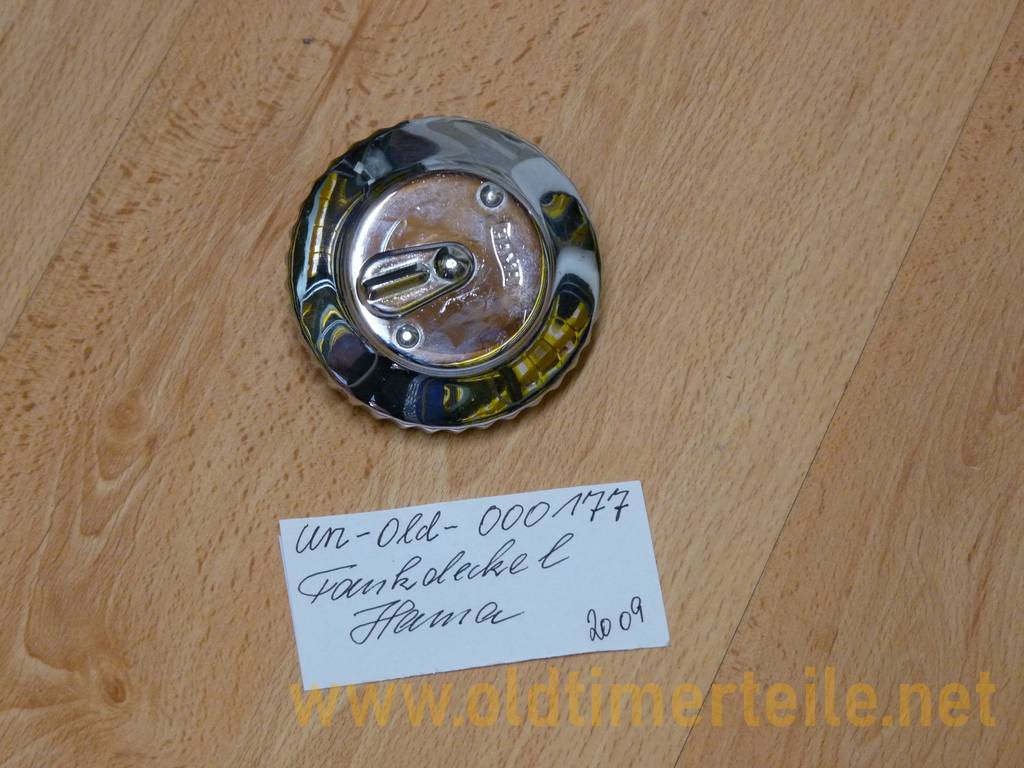 un-Old-000177
Tankdeckel
Hama
2009
www.oldtimerteile.net